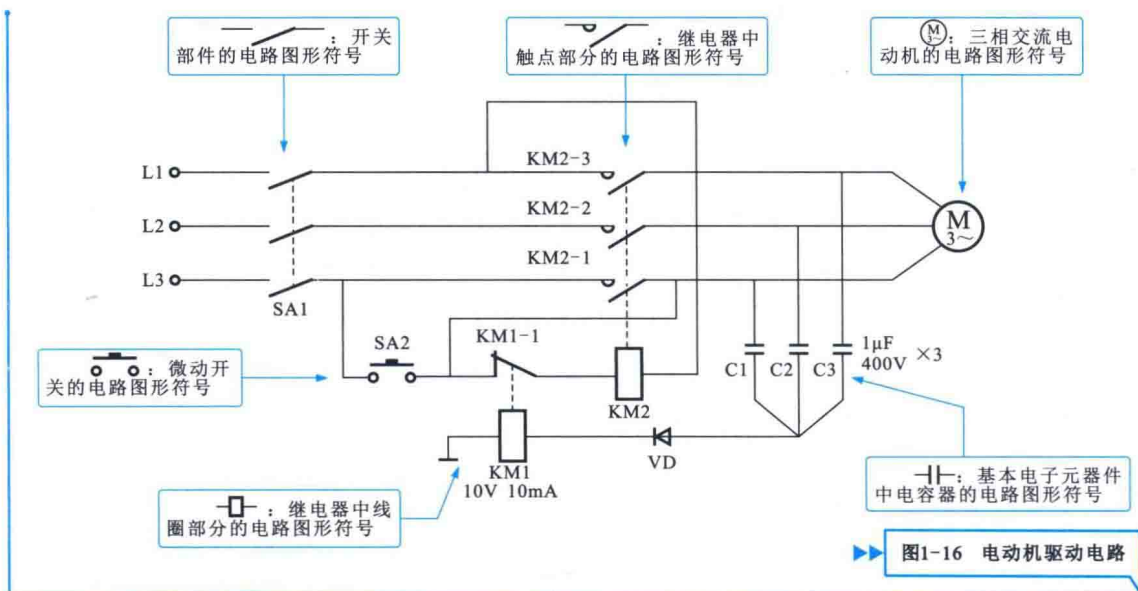 ：开关
部件的电路图形符号
：继电器中
触点部分的电路图形符号
M
3~
：三相交流电
动机的电路图形符号
KM2-3
L1
KM2-2
L2
M
3~
KM2-1
L3
SA1
SA2
KM1-1
：微动开
关的电路图形符号
1μF
400V ×3
C1
C2
C3
KM2
VD
KM1
10V 10mA
：继电器中线
圈部分的电路图形符号
：基本电子元器件
中电容器的电路图形符号
图1-16 电动机驱动电路